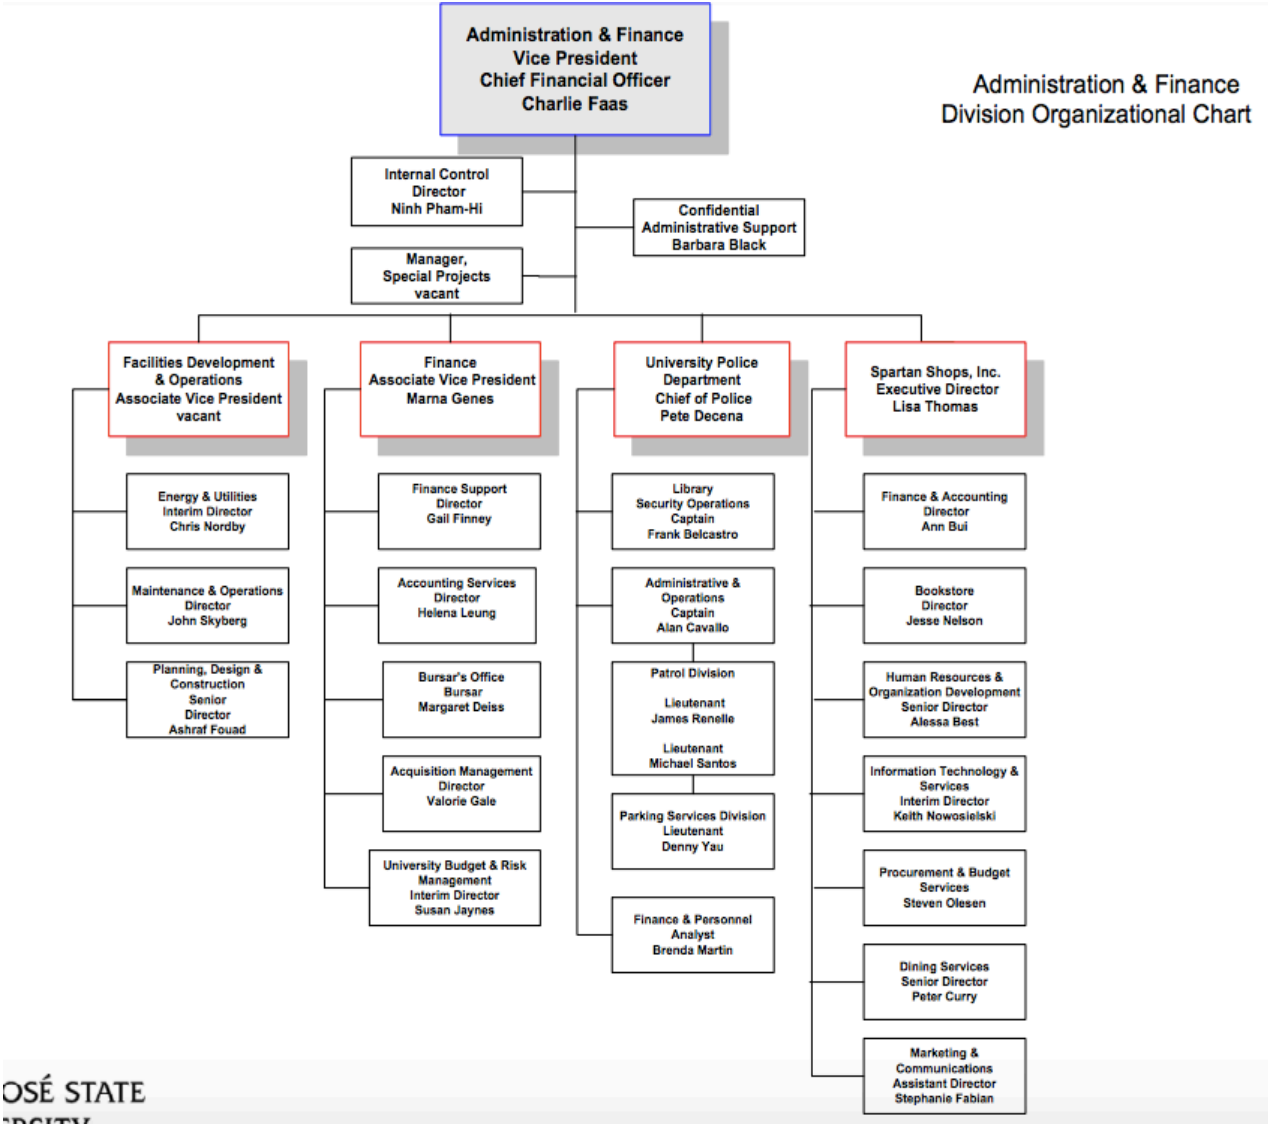 Administration & Finance
Vice President
Chief Financial Officer
Charlie Faas
Administration & Finance
Division Organizational Chart
Internal Control
Director
Ninh Pham-Hi
Confidential
Administrative Support
Barbara Black
Manager,
Special Projects
vacant
Facilities Development
& Operations
Associate Vice President
vacant
Finance
Associate Vice President
Marna Genes
University Police
Department
Chief of Police
Pete Decena
Spartan Shops, Inc.
Executive Director
Lisa Thomas
Energy & Utilities
Interim Director
Chris Nordby
Maintenance & Operations
Director
John Skyberg
Planning, Design &
Construction
Senior
Director
Ashraf Fouad
Finance Support
Director
Gail Finney
Accounting Services
Director
Helena Leung
Bursar's Office
Bursar
Margaret Deiss
Acquisition Management
Director
Valorie Gale
University Budget & Risk
Management
Interim Director
Susan Jaynes
Library
Security Operations
Captain
Frank Belcastro
Administrative &
Operations
Captain
Alan Cavallo
Patrol Division
Lieutenant
James Renelle
Lieutenant
Michael Santos
Parking Services Division
Lieutenant
Denny Yau
Finance & Personnel
Analyst
Brenda Martin
Finance & Accounting
Director
Ann Bui
Bookstore
Director
Jesse Nelson
Human Resources &
Organization Development
Senior Director
Alessa Best
Information Technology &
Services
Interim Director
Keith Nowosielski
Procurement & Budget
Services
Steven Olesen
Dining Services
Senior Director
Peter Curry
Marketing &
Communications
Assistant Director
Stephanie Fabian
OSÉ STATE
ERSITY